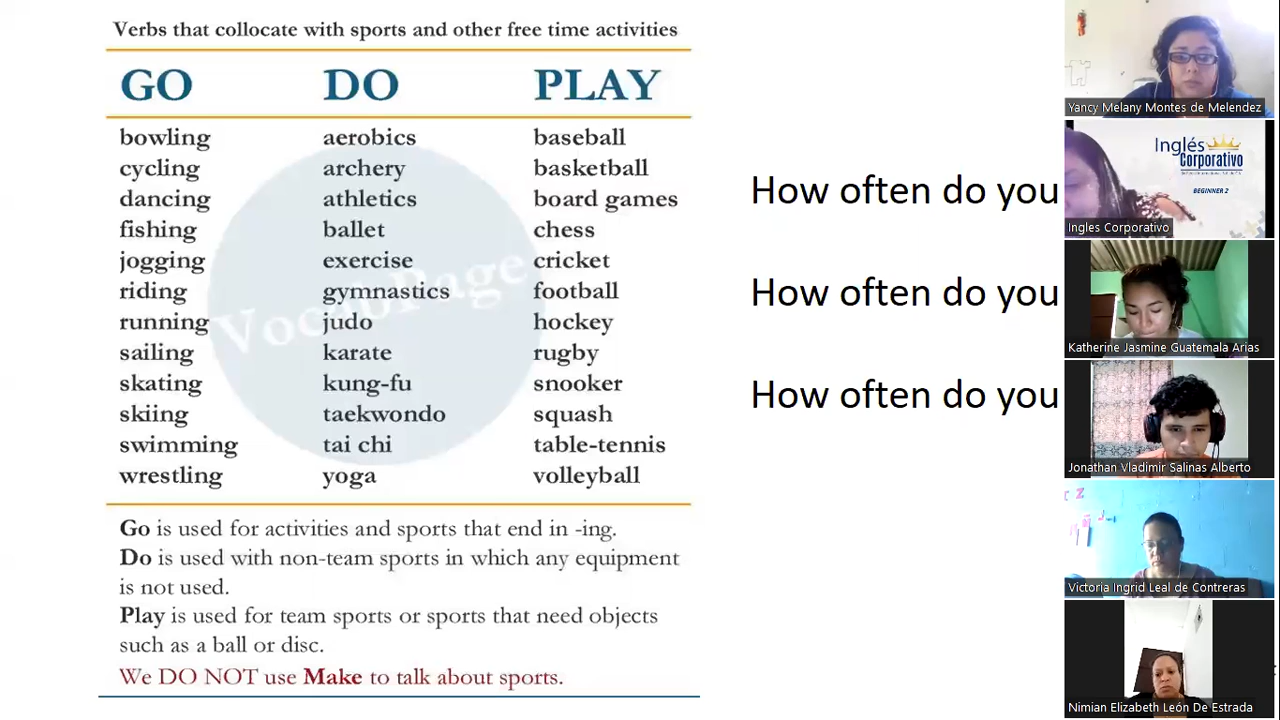 Verbs that collocate with sports and other free time activities
GO DO PLAY
bowling aerobics baseball
cycling archery basketball
dancing athletics board games
fishing ballet chess
jogging exercise cricket
riding gymnastics football
running judo hockey
sailing karate rugby
skating kung-fu snooker
skiing taekwondo squash
swimming tai chi table-tennis
wrestling yoga volleyball
VocabPage
Go is used for activities and sports that end in -ing.
Do is used with non-team sports in which any equipment
is not used.
Play is used for team sports or sports that need objects
such as a ball or disc.
We DO NOT use Make to talk about sports.
How often do you
How often do you
How often do you
Yancy Melany Montes de Melendez
Inglés
Corporativo
BEGINNER 2
Ingles Corporativo
Katherine Jasmine Guatemala Arias
Jonathan Vladimir Salinas Alberto
Victoria Ingrid Leal de Contreras
Nimian Elizabeth León De Estrada